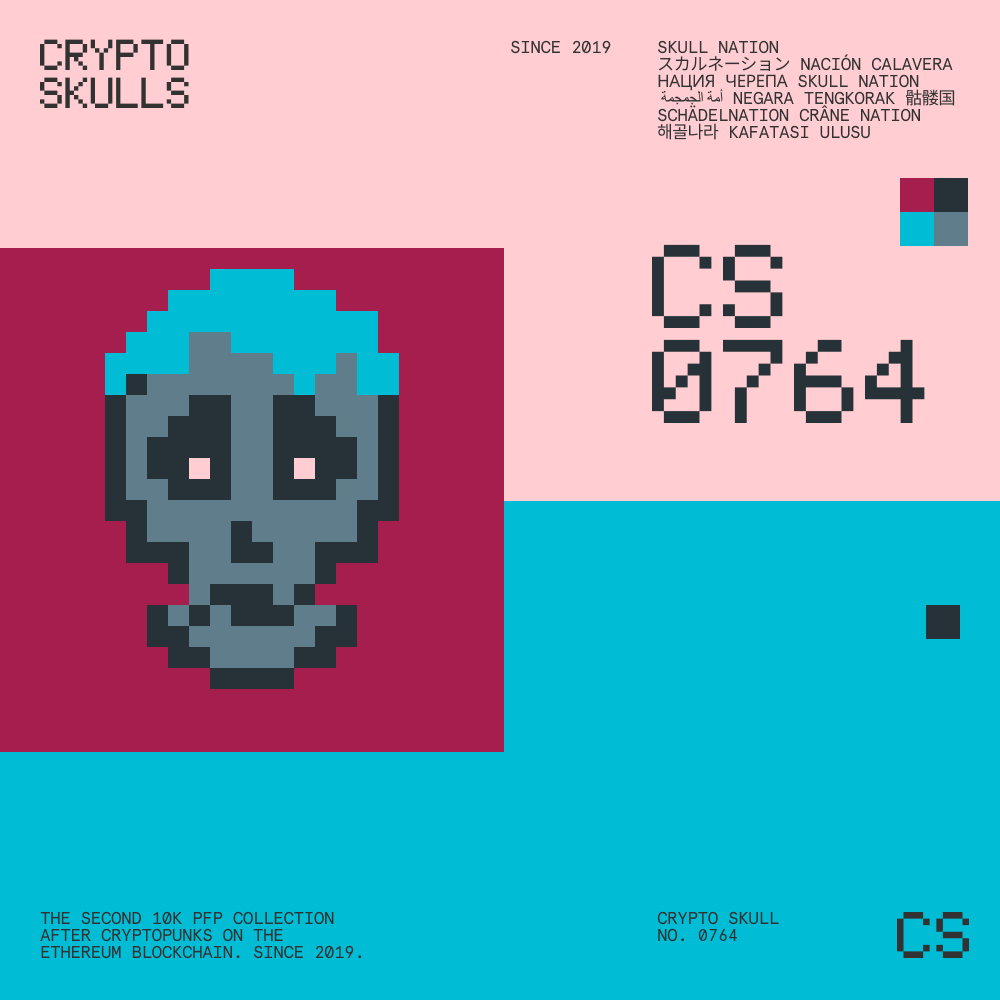 CRYPTO
SKULLS
SINCE 2019
SKULL NATION
スカルネーション NACIÓN CALAVERA
НАЦИЯ ЧЕРЕПА SKULL NATION
أمة الجمجمة NEGARA TENGKORAK 骷髅国
SCHÄDELNATION CRÂNE NATION
해골나라 KAFATASI ULUSU
CS
0764
THE SECOND 10K PFP COLLECTION
AFTER CRYPTOPUNKS ON THE
ETHEREUM BLOCKCHAIN. SINCE 2019.
CRYPTO SKULL
NO. 0764
CS